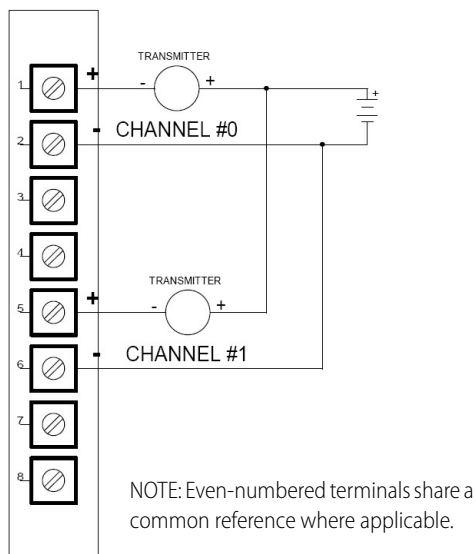 TRANSMITTER
1 + - + +
2 - CHANNEL #0
3
4
TRANSMITTER
5 + - +
6 - CHANNEL #1
7
8
NOTE: Even-numbered terminals share a
common reference where applicable.